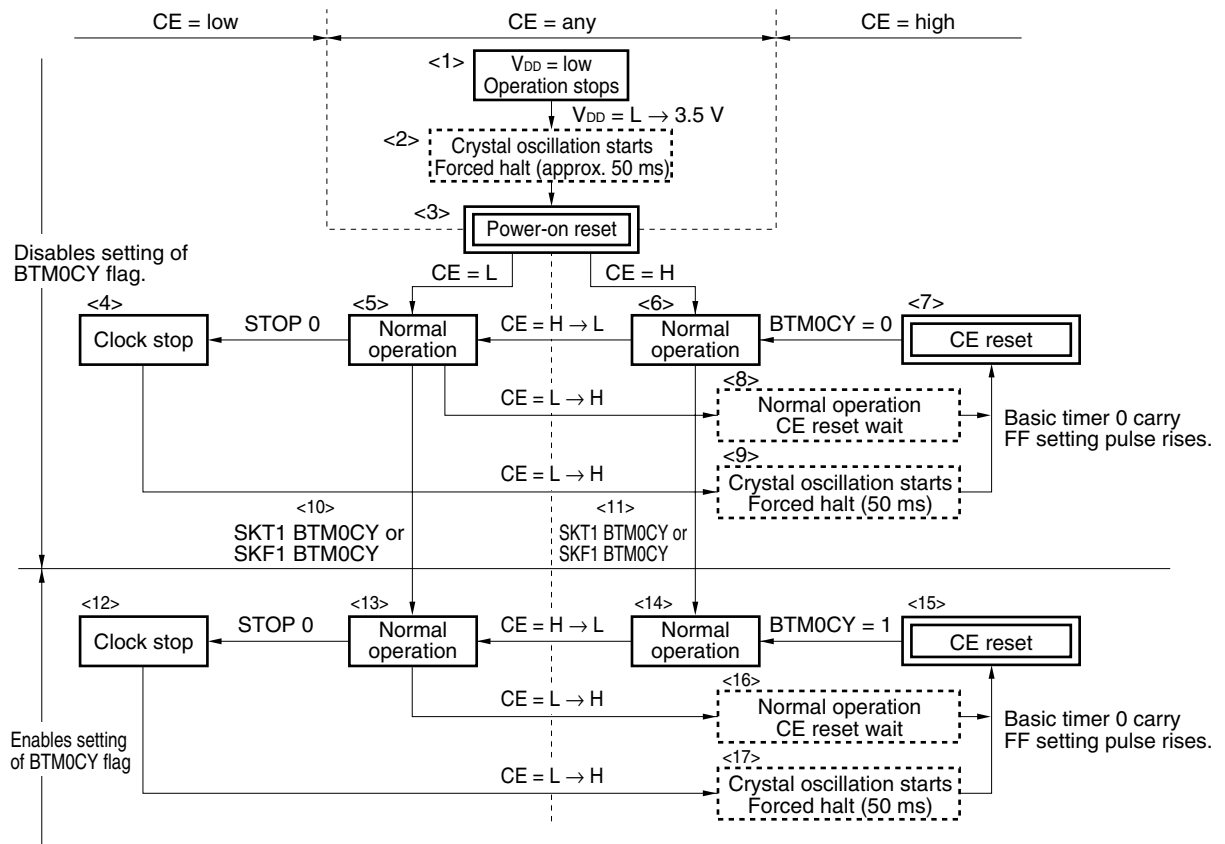 CE = low
CE = any
CE = high
<1>
VDD = low
Operation stops
VDD = L → 3.5 V
<2>
Crystal oscillation starts
Forced halt (approx. 50 ms)
<3>
Power-on reset
Disables setting of
BTM0CY flag.
CE = L
CE = H
<4>
Clock stop
STOP 0
<5>
Normal
operation
CE = H → L
<6>
Normal
operation
BTM0CY = 0
<7>
CE reset
CE = L → H
<8>
Normal operation
CE reset wait
Basic timer 0 carry
FF setting pulse rises.
CE = L → H
<9>
Crystal oscillation starts
Forced halt (50 ms)
<10>
SKT1 BTM0CY or
SKF1 BTM0CY
<11>
SKT1 BTM0CY or
SKF1 BTM0CY
<12>
Clock stop
STOP 0
<13>
Normal
operation
CE = H → L
<14>
Normal
operation
BTM0CY = 1
<15>
CE reset
CE = L → H
<16>
Normal operation
CE reset wait
Basic timer 0 carry
FF setting pulse rises.
Enables setting
of BTM0CY flag
CE = L → H
<17>
Crystal oscillation starts
Forced halt (50 ms)